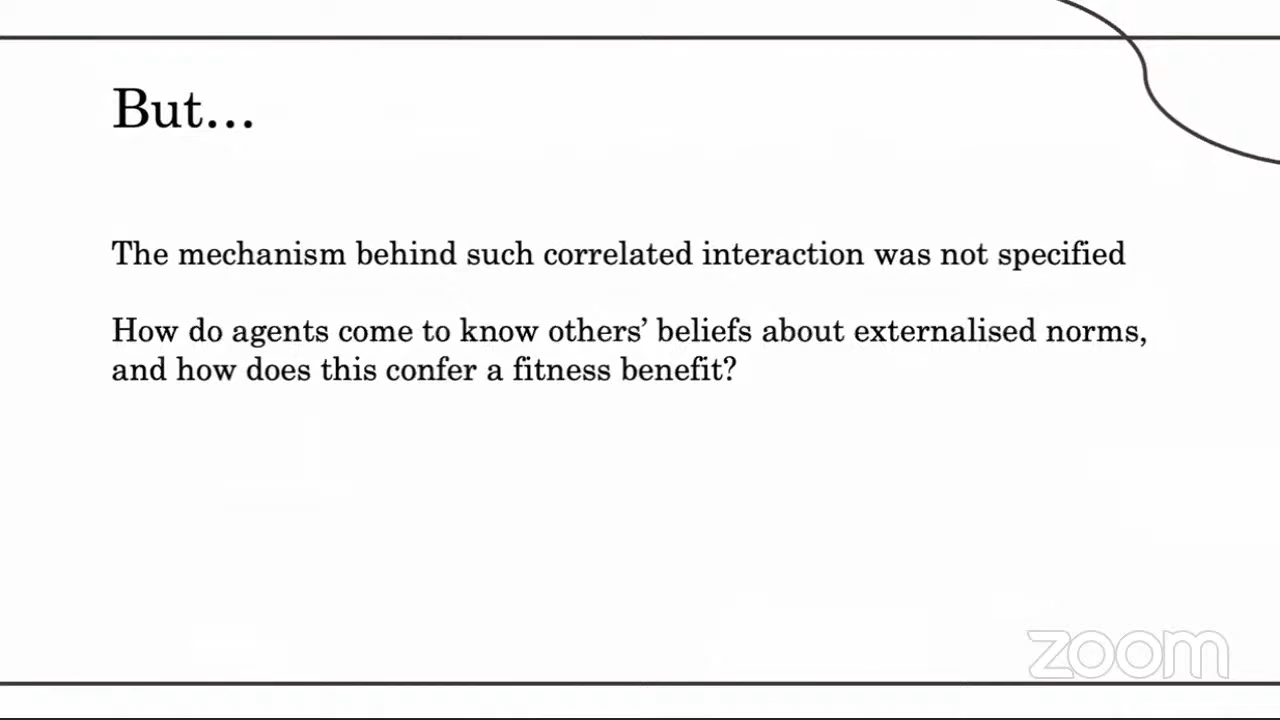 But…
The mechanism behind such correlated interaction was not specified
How do agents come to know others’ beliefs about externalised norms,
and how does this confer a fitness benefit?
zoom